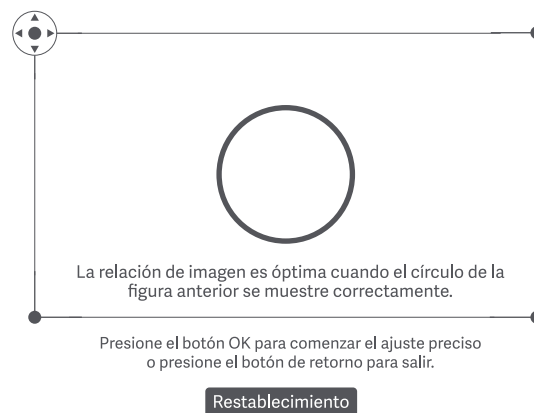 La relación de imagen es óptima cuando el círculo de la
figura anterior se muestre correctamente.
Presione el botón OK para comenzar el ajuste preciso
o presione el botón de retorno para salir.
Restablecimiento